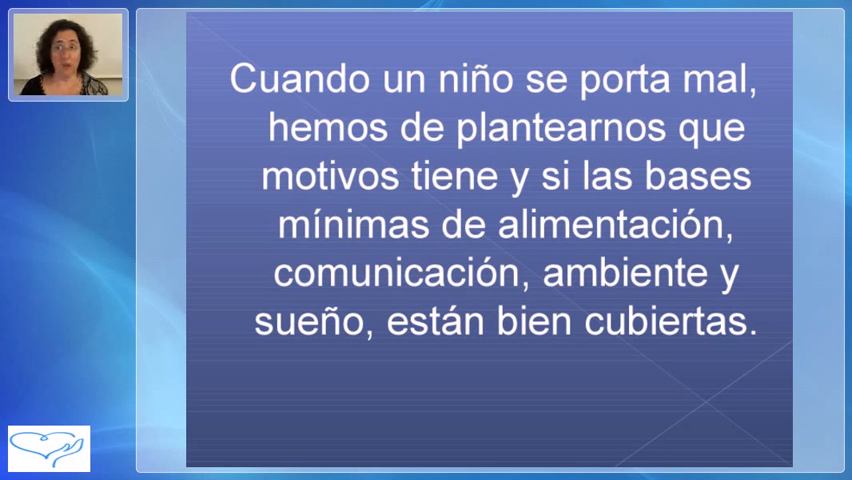 Cuando un niño se porta mal,
hemos de plantearnos que
motivos tiene y si las bases
mínimas de alimentación,
comunicación, ambiente y
sueño, están bien cubiertas.